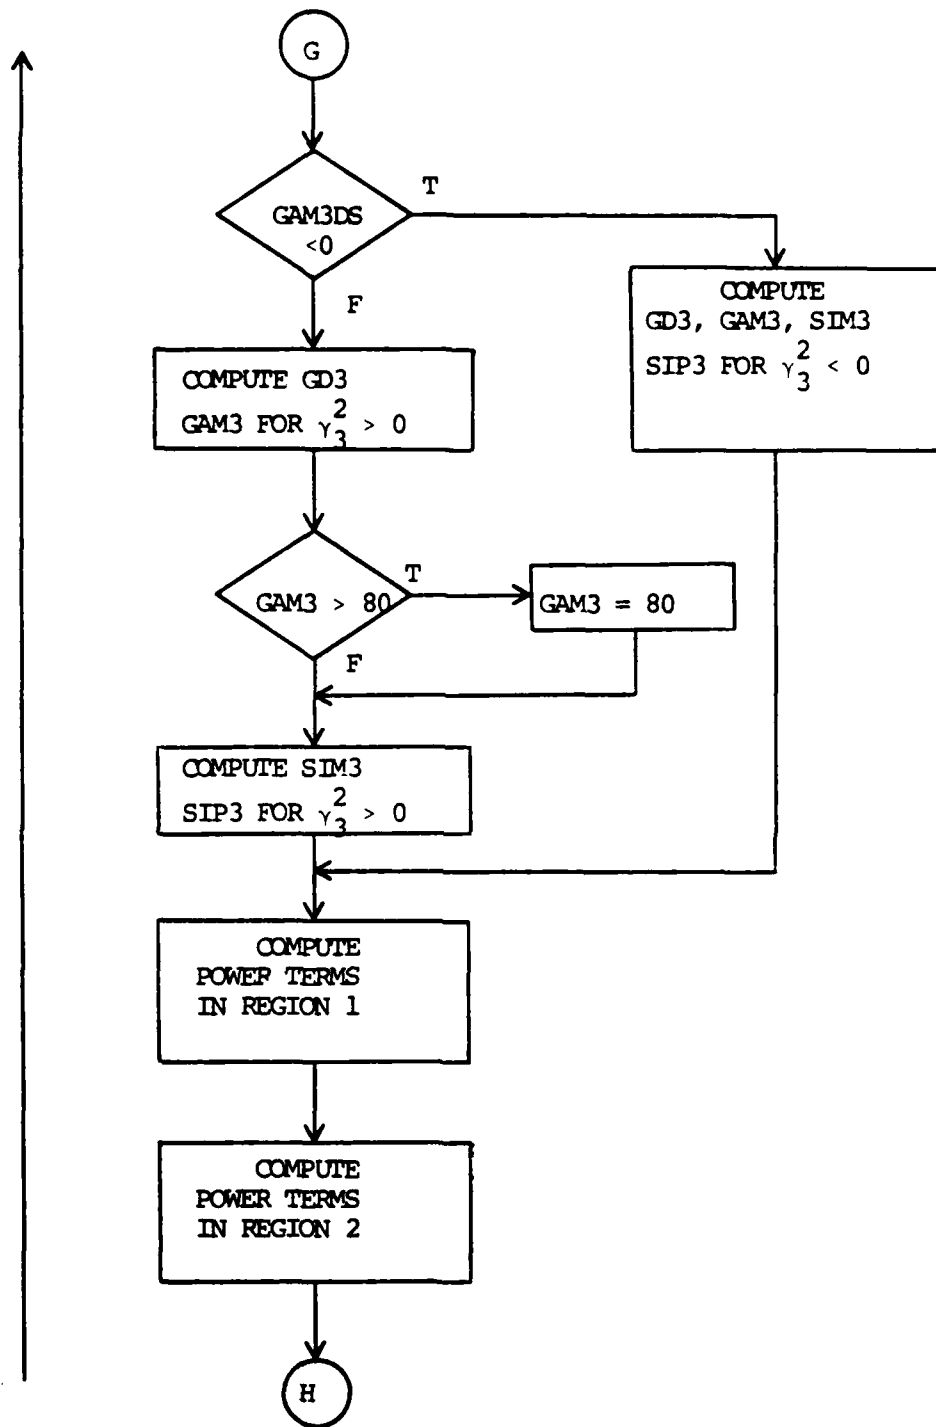 G
GAM3DS
<0
T
F
COMPUTE
GD3, GAM3, SIM3
SIP3 FOR γ₃² < 0
COMPUTE GD3
GAM3 FOR γ₃² > 0
GAM3 > 80
T
GAM3 = 80
F
COMPUTE SIM3
SIP3 FOR γ₃² > 0
COMPUTE
POWER TERMS
IN REGION 1
COMPUTE
POWER TERMS
IN REGION 2
H